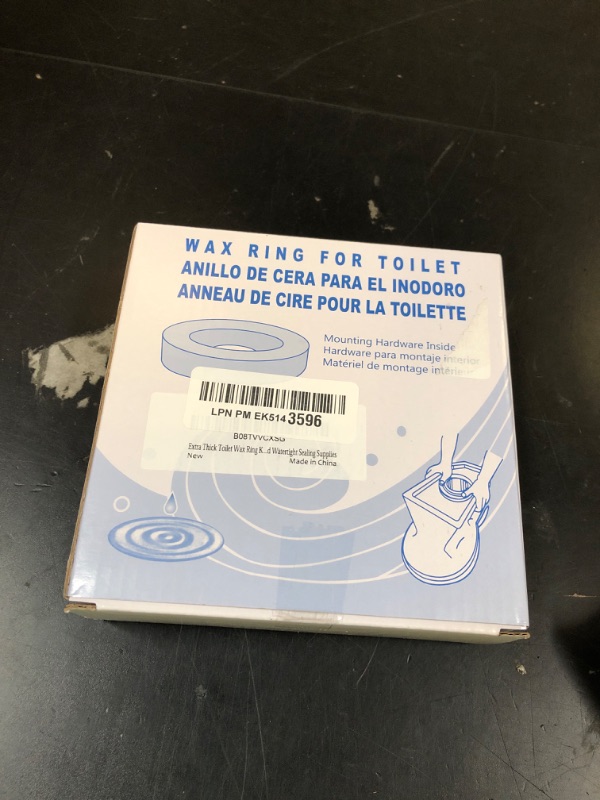 WAX RING FOR TOILET
ANILLO DE CERA PARA EL INODORO
ANNEAU DE CIRE POUR LA TOILETTE
Mounting Hardware Inside
Hardware para montaje interior
Matériel de montage intérieur
LPN PM EK5143596
B08TVVCXSG
Extra Thick Toilet Wax Ring K...d Watertight Sealing Supplies
New
Made in China